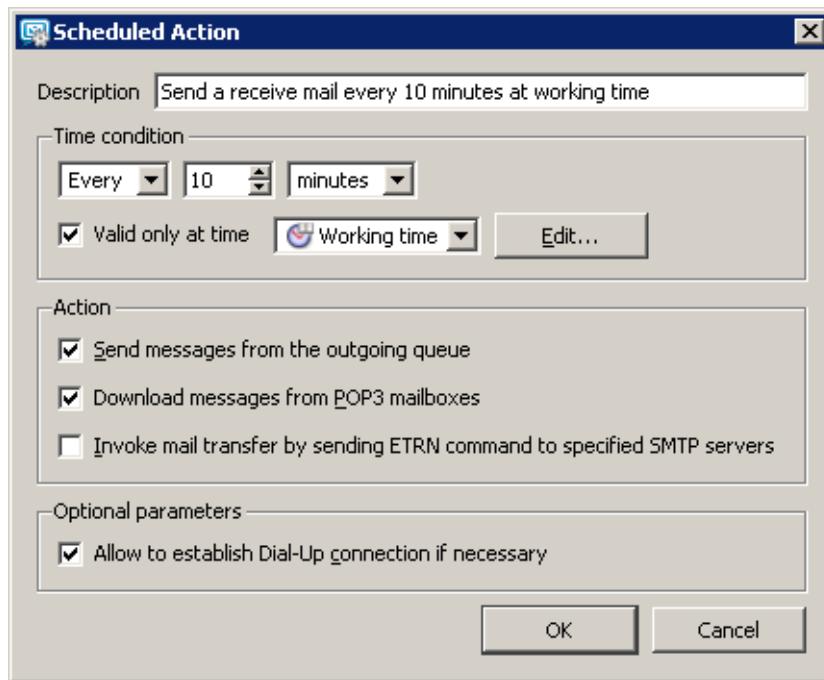 Scheduled Action
Description Send a receive mail every 10 minutes at working time
Time condition
Every 10 minutes
Valid only at time Working time Edit...
Action
Send messages from the outgoing queue
Download messages from POP3 mailboxes
Invoke mail transfer by sending ETRN command to specified SMTP servers
Optional parameters
Allow to establish Dial-Up connection if necessary
OK Cancel